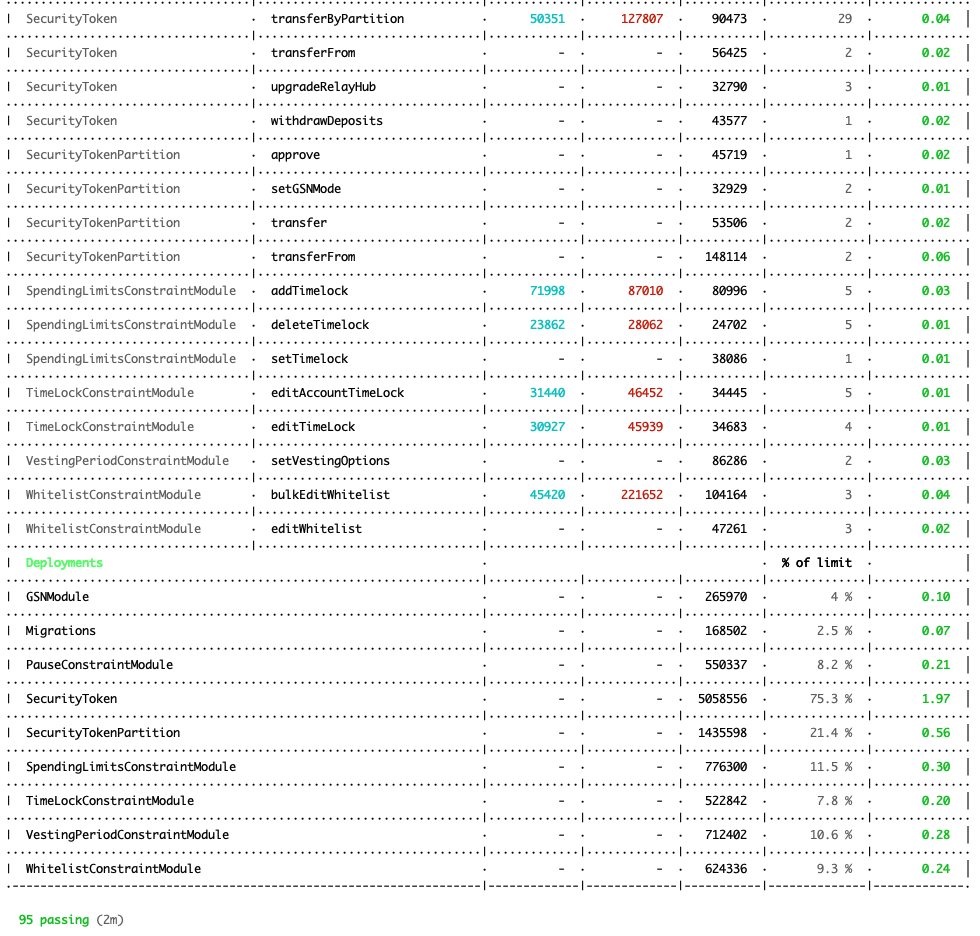 | SecurityToken · transferByPartition · 50351 · 127807 · 90473 · 29 · 0.04 |
| SecurityToken · transferFrom · - · - · 56425 · 2 · 0.02 |
| SecurityToken · upgradeRelayHub · - · - · 32790 · 3 · 0.01 |
| SecurityToken · withdrawDeposits · - · - · 43577 · 1 · 0.02 |
| SecurityTokenPartition · approve · - · - · 45719 · 1 · 0.02 |
| SecurityTokenPartition · setGSNMode · - · - · 32929 · 2 · 0.01 |
| SecurityTokenPartition · transfer · - · - · 53506 · 2 · 0.02 |
| SecurityTokenPartition · transferFrom · - · - · 148114 · 2 · 0.06 |
| SpendingLimitsConstraintModule · addTimelock · 71998 · 87010 · 80996 · 5 · 0.03 |
| SpendingLimitsConstraintModule · deleteTimelock · 23862 · 28062 · 24702 · 5 · 0.01 |
| SpendingLimitsConstraintModule · setTimelock · - · - · 38086 · 1 · 0.01 |
| TimeLockConstraintModule · editAccountTimeLock · 31440 · 46452 · 34445 · 5 · 0.01 |
| TimeLockConstraintModule · editTimeLock · 30927 · 45939 · 34683 · 4 · 0.01 |
| VestingPeriodConstraintModule · setVestingOptions · - · - · 86286 · 2 · 0.03 |
| WhitelistConstraintModule · bulkEditWhitelist · 45420 · 221652 · 104164 · 3 · 0.04 |
| WhitelistConstraintModule · editWhitelist · - · - · 47261 · 3 · 0.02 |
| Deployments · · % of limit · |
| GSNModule · - · - · 265970 · 4 % · 0.10 |
| Migrations · - · - · 168502 · 2.5 % · 0.07 |
| PauseConstraintModule · - · - · 550337 · 8.2 % · 0.21 |
| SecurityToken · - · - · 5058556 · 75.3 % · 1.97 |
| SecurityTokenPartition · - · - · 1435598 · 21.4 % · 0.56 |
| SpendingLimitsConstraintModule · - · - · 776300 · 11.5 % · 0.30 |
| TimeLockConstraintModule · - · - · 522842 · 7.8 % · 0.20 |
| VestingPeriodConstraintModule · - · - · 712402 · 10.6 % · 0.28 |
| WhitelistConstraintModule · - · - · 624336 · 9.3 % · 0.24 |
95 passing (2m)